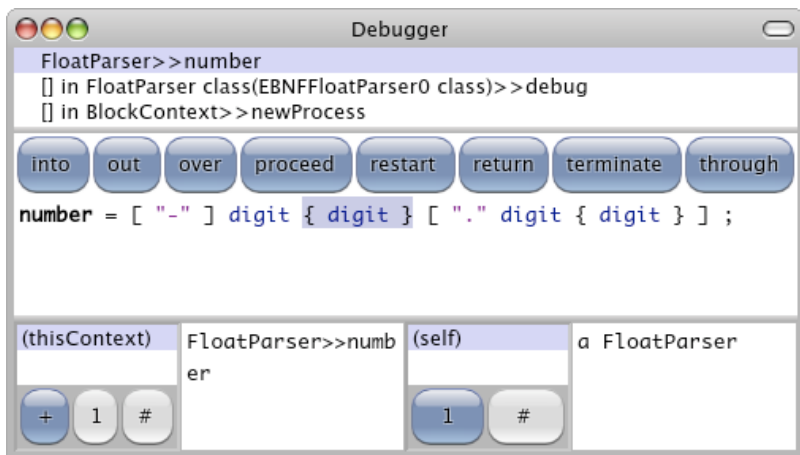 Debugger
FloatParser>>number
[] in FloatParser class(EBNFFloatParser0 class)>>debug
[] in BlockContext>>newProcess
into out over proceed restart return terminate through
number = [ "-" ] digit { digit } [ "." digit { digit } ] ;
(thisContext) FloatParser>>numb (self) a FloatParser
er
+ 1 # 1 #